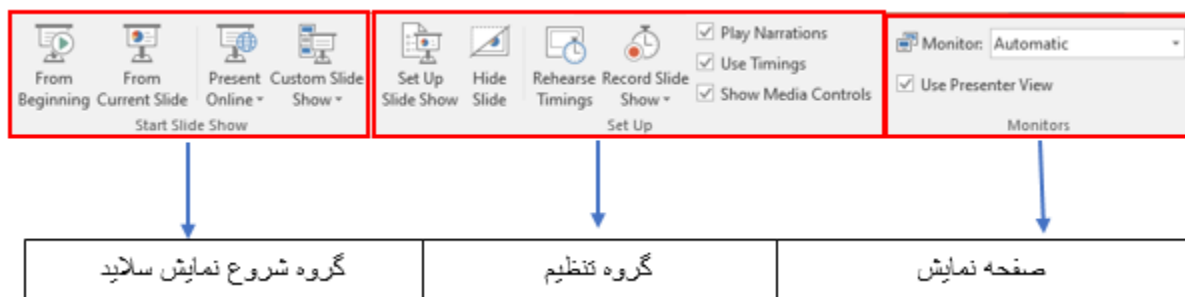 From Beginning
From Current Slide
Present Online
Custom Slide Show
Start Slide Show
Set Up Slide Show
Hide Slide
Rehearse Timings
Record Slide Show
Play Narrations
Use Timings
Show Media Controls
Set Up
Monitor: Automatic
Use Presenter View
Monitors
گروه شروع نمایش سلاید
گروه تنظیم
صفحه نمایش